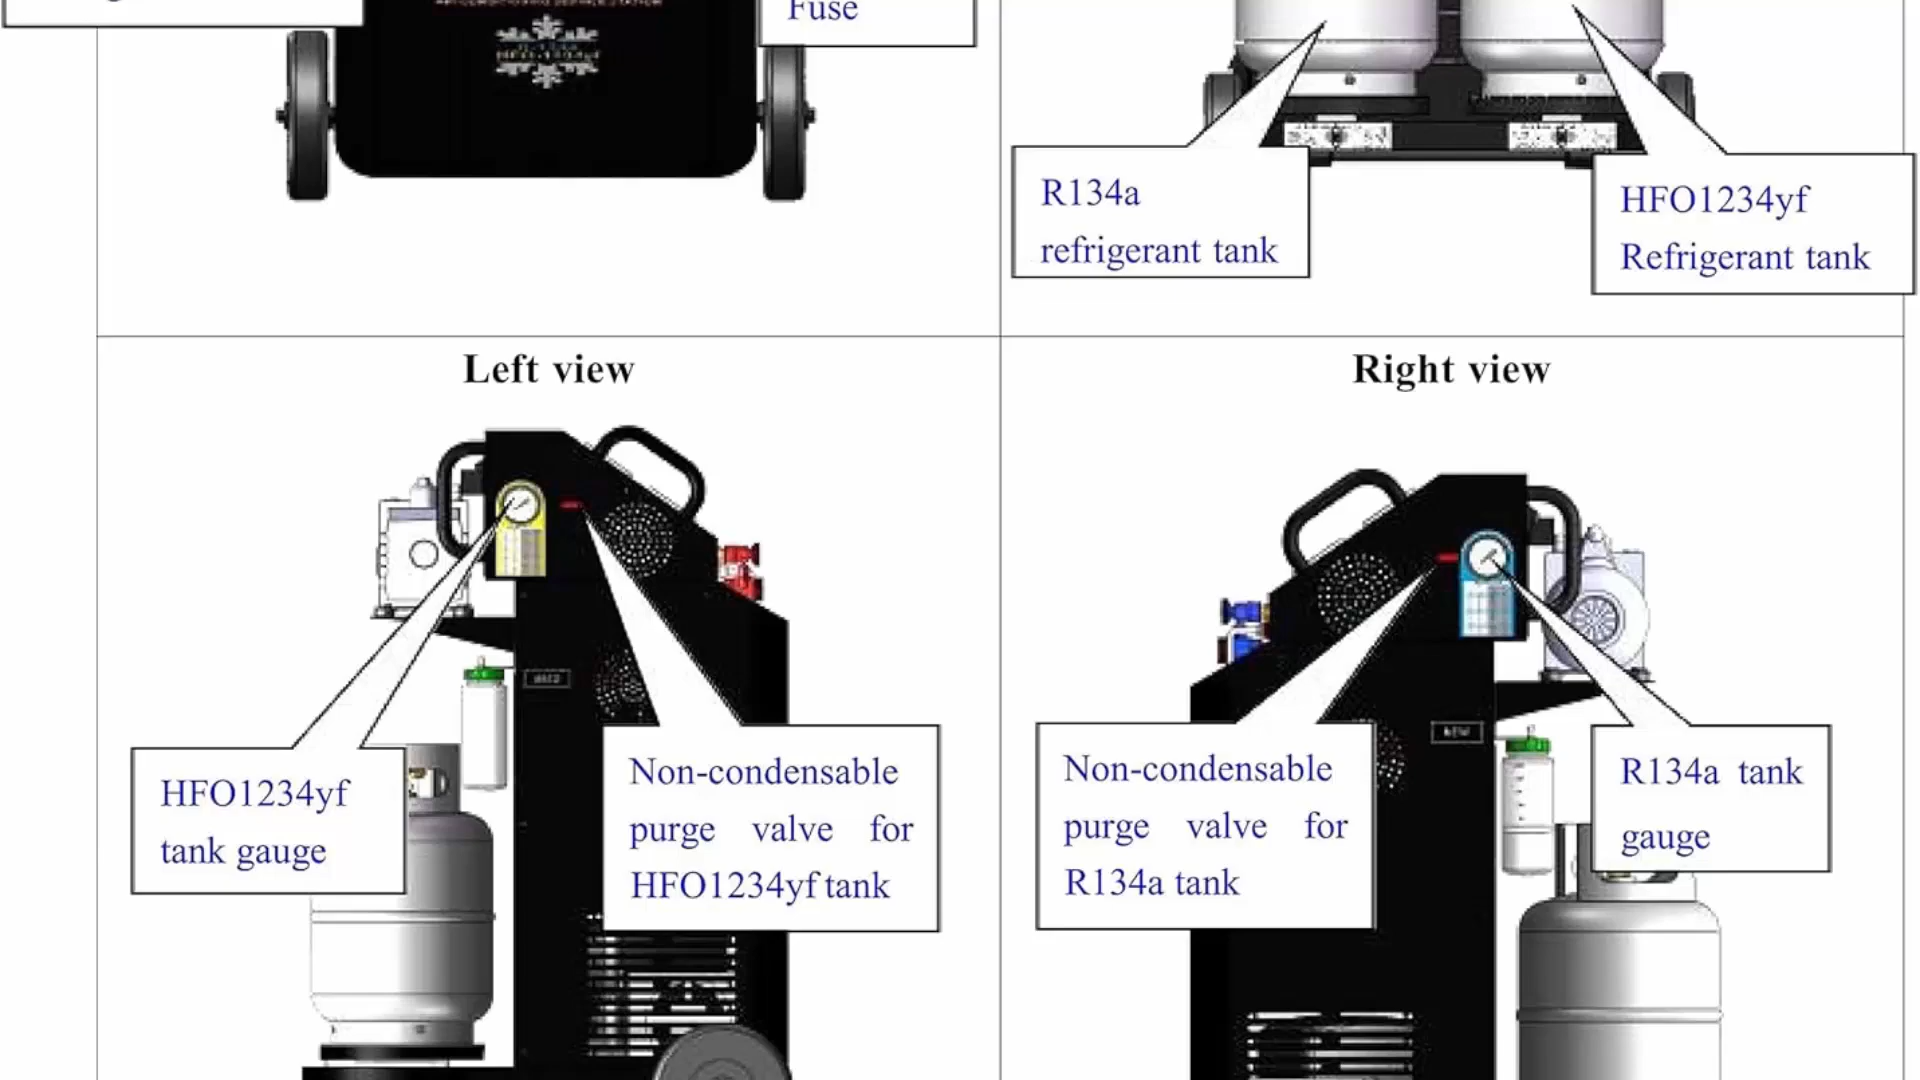 Fuse
R134a
refrigerant tank
HFO1234yf
Refrigerant tank
Left view
Right view
HFO1234yf
tank gauge
Non-condensable
purge valve for
HFO1234yf tank
Non-condensable
purge valve for
R134a tank
R134a tank
gauge